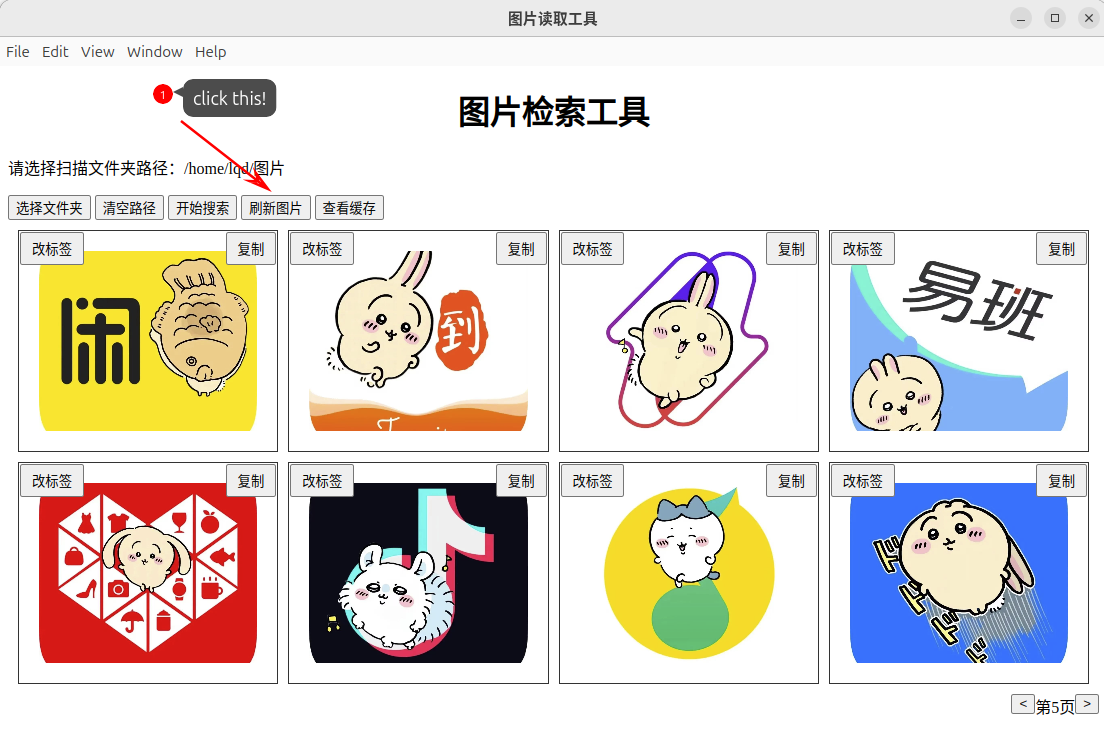 图片读取工具
File Edit View Window Help
1 click this!
图片检索工具
请选择扫描文件夹路径：/home/lqd/图片
选择文件夹 清空路径 开始搜索 刷新图片 查看缓存
改标签 复制 改标签 复制 改标签 复制 改标签 复制
闲
到
易班
改标签 复制 改标签 复制 改标签 复制 改标签 复制
ド
ド
ド
ド
< 第5页 >